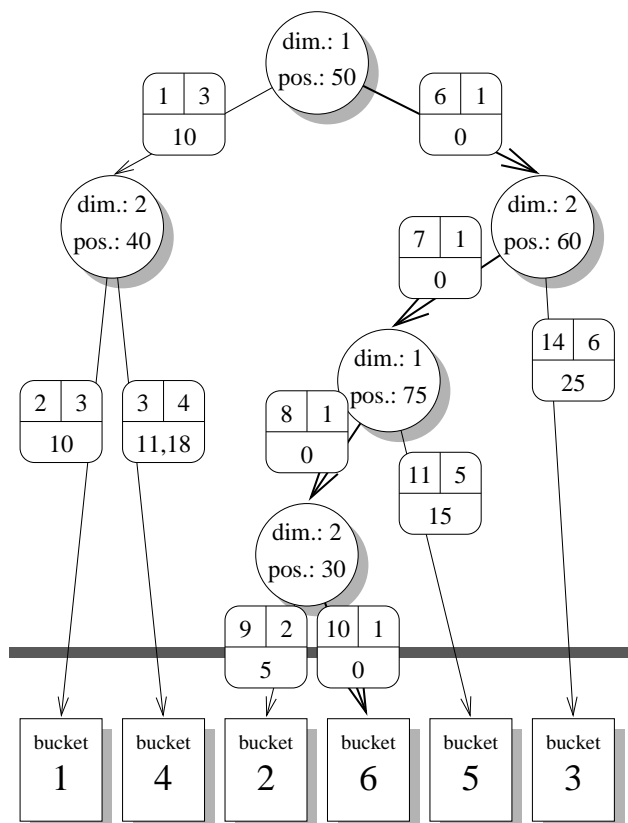 dim.: 1
pos.: 50
1 3
10
6 1
0
dim.: 2
pos.: 40
dim.: 2
pos.: 60
7 1
0
dim.: 1
pos.: 75
14 6
25
2 3
10
3 4
11,18
8 1
0
11 5
15
dim.: 2
pos.: 30
9 2
5
10 1
0
bucket
1
bucket
4
bucket
2
bucket
6
bucket
5
bucket
3